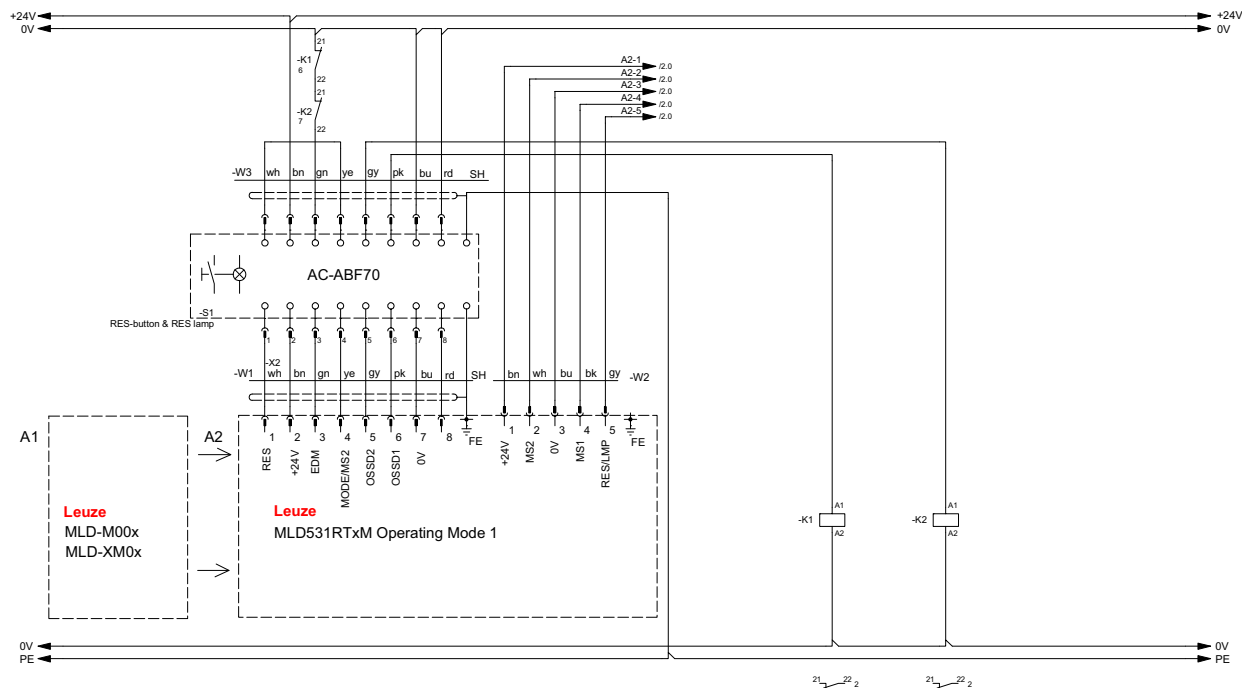 +24V +24V
0V 0V
21
-K1
6
22
21
-K2
7
22
A2-1 /2.0
A2-2 /2.0
A2-3 /2.0
A2-4 /2.0
A2-5 /2.0
-W3 wh bn gn ye gy pk bu rd SH
AC-ABF70
-S1
RES-button & RES lamp
1 2 3 4 5 6 7 8
-X2
-W1 wh bn gn ye gy pk bu rd SH bn wh bu bk gy -W2
A1 A2
1 2 3 4 5 6 7 8 FE 1 2 3 4 5 FE
RES +24V EDM MODE/MS2 OSSD2 OSSD1 0V +24V MS2 0V MS1 RES/LMP
Leuze
MLD-M00x
MLD-XM0x
Leuze
MLD531RTxM Operating Mode 1
A1 A1
-K1 -K2
A2 A2
0V 0V
PE PE
21 22 2 21 22 2